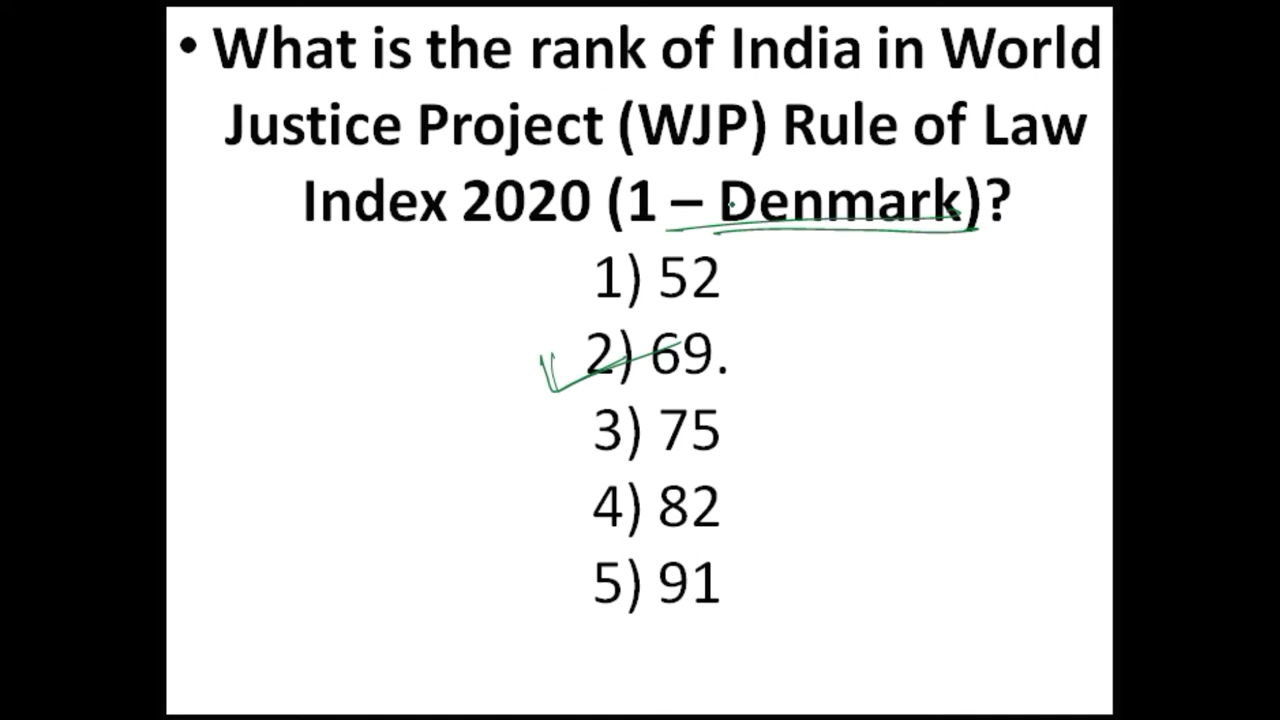 • What is the rank of India in World
Justice Project (WJP) Rule of Law
Index 2020 (1 – Denmark)?
1) 52
2) 69.
3) 75
4) 82
5) 91